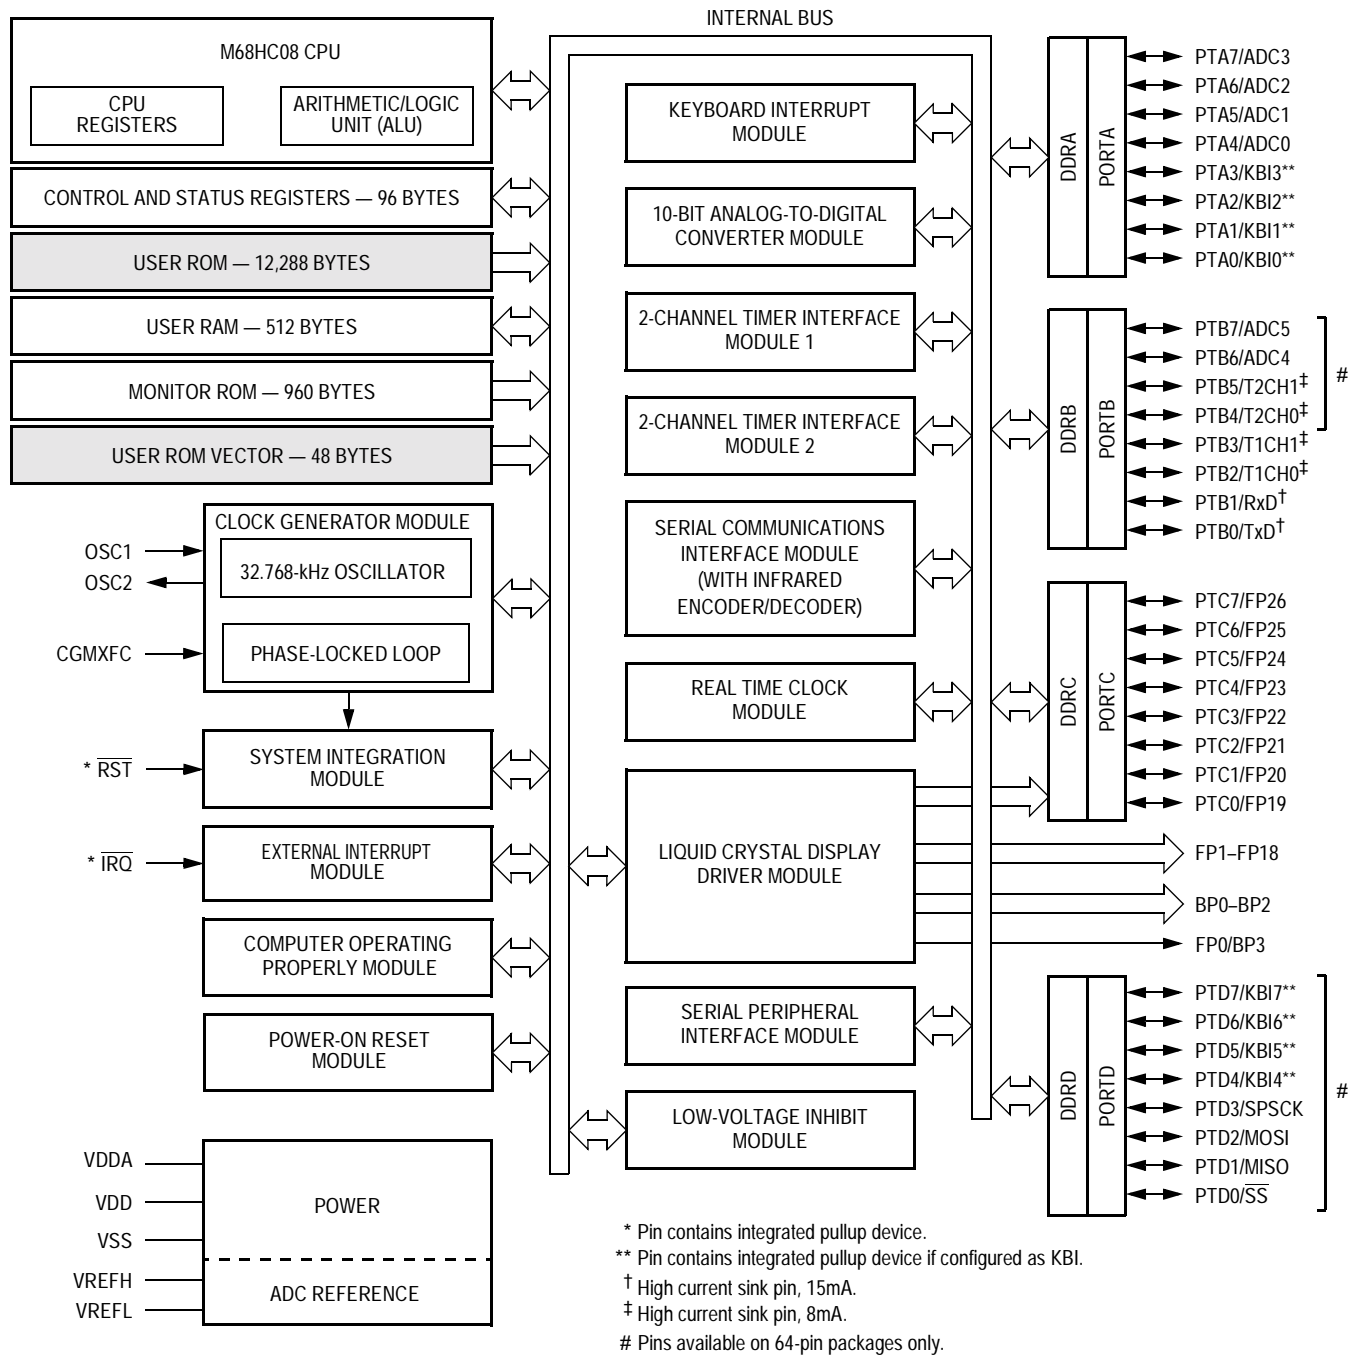 INTERNAL BUS
M68HC08 CPU
CPU
REGISTERS
ARITHMETIC/LOGIC
UNIT (ALU)
CONTROL AND STATUS REGISTERS — 96 BYTES
USER ROM — 12,288 BYTES
USER RAM — 512 BYTES
MONITOR ROM — 960 BYTES
USER ROM VECTOR — 48 BYTES
CLOCK GENERATOR MODULE
32.768-kHz OSCILLATOR
PHASE-LOCKED LOOP
OSC1
OSC2
CGMXFC
SYSTEM INTEGRATION
MODULE
* R̅S̅T̅
EXTERNAL INTERRUPT
MODULE
* I̅R̅Q̅
COMPUTER OPERATING
PROPERLY MODULE
POWER-ON RESET
MODULE
VDDA
VDD
VSS
VREFH
VREFL
POWER
ADC REFERENCE
KEYBOARD INTERRUPT
MODULE
10-BIT ANALOG-TO-DIGITAL
CONVERTER MODULE
2-CHANNEL TIMER INTERFACE
MODULE 1
2-CHANNEL TIMER INTERFACE
MODULE 2
SERIAL COMMUNICATIONS
INTERFACE MODULE
(WITH INFRARED
ENCODER/DECODER)
REAL TIME CLOCK
MODULE
LIQUID CRYSTAL DISPLAY
DRIVER MODULE
SERIAL PERIPHERAL
INTERFACE MODULE
LOW-VOLTAGE INHIBIT
MODULE
DDRA
PORTA
PTA7/ADC3
PTA6/ADC2
PTA5/ADC1
PTA4/ADC0
PTA3/KBI3**
PTA2/KBI2**
PTA1/KBI1**
PTA0/KBI0**
DDRB
PORTB
PTB7/ADC5
PTB6/ADC4
PTB5/T2CH1‡
PTB4/T2CH0‡
PTB3/T1CH1‡
PTB2/T1CH0‡
PTB1/RxD†
PTB0/TxD†
#
DDRC
PORTC
PTC7/FP26
PTC6/FP25
PTC5/FP24
PTC4/FP23
PTC3/FP22
PTC2/FP21
PTC1/FP20
PTC0/FP19
FP1–FP18
BP0–BP2
FP0/BP3
DDRD
PORTD
PTD7/KBI7**
PTD6/KBI6**
PTD5/KBI5**
PTD4/KBI4**
PTD3/SPSCK
PTD2/MOSI
PTD1/MISO
PTD0/S̅S̅
#
* Pin contains integrated pullup device.
** Pin contains integrated pullup device if configured as KBI.
† High current sink pin, 15mA.
‡ High current sink pin, 8mA.
# Pins available on 64-pin packages only.